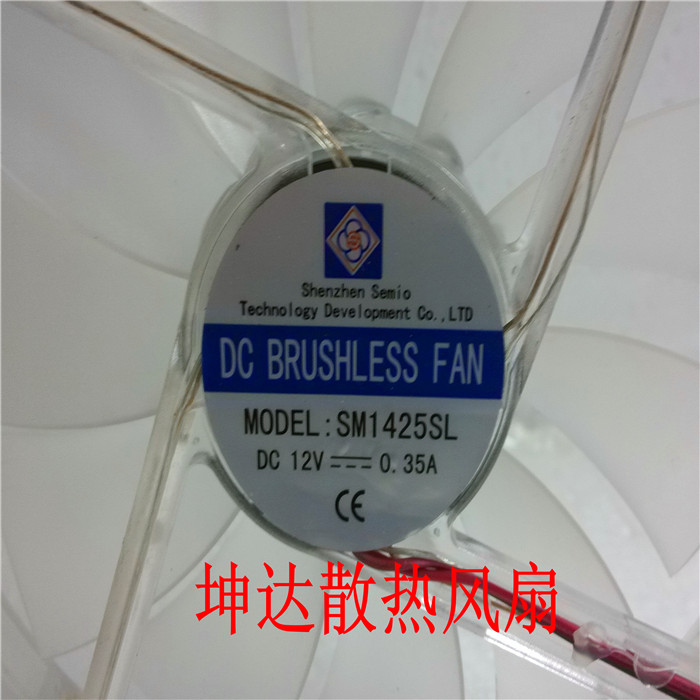 Shenzhen Semio
Technology Development Co.,LTD
DC BRUSHLESS FAN
MODEL:SM1425SL
DC 12V⎓0.35A
CE
坤达散热风扇